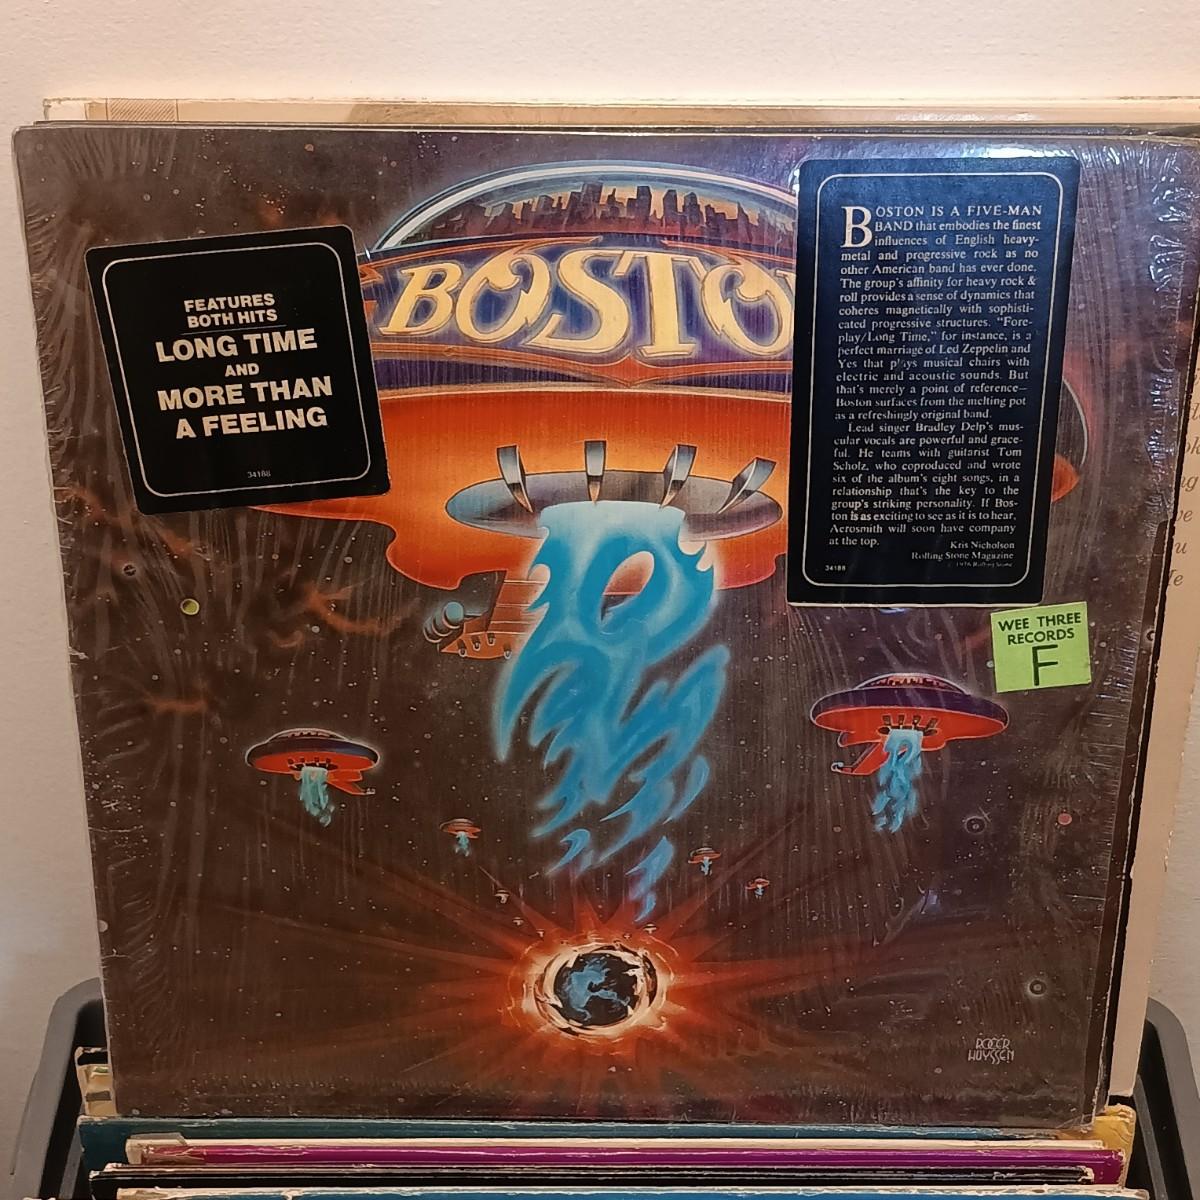 BOSTO
FEATURES
BOTH HITS
LONG TIME
AND
MORE THAN
A FEELING
34188
BOSTON IS A FIVE-MAN
BAND that embodies the finest
influences of English heavy-
metal and progressive rock as no
other American band has ever done.
The group's affinity for heavy rock &
roll provides a sense of dynamics that
coheres magnetically with sophisti-
cated progressive structures. "Fore-
play/Long Time," for instance, is a
perfect marriage of Led Zeppelin and
Yes that plays musical chairs with
electric and acoustic sounds. But
that's merely a point of reference—
Boston surfaces from the melting pot
as a refreshingly original band.
Lead singer Bradley Delp's mus-
cular vocals are powerful and grace-
ful. He teams with guitarist Tom
Scholz, who coproduced and wrote
six of the album's eight songs, in a
relationship that's the key to the
group's striking personality. If Bos-
ton is as exciting to see as it is to hear,
Aerosmith will soon have company
at the top.
Kris Nicholson
Rolling Stone Magazine
34188
© 1976 Rolling Stone
WEE THREE
RECORDS
F
ROGER
HUYSSEN